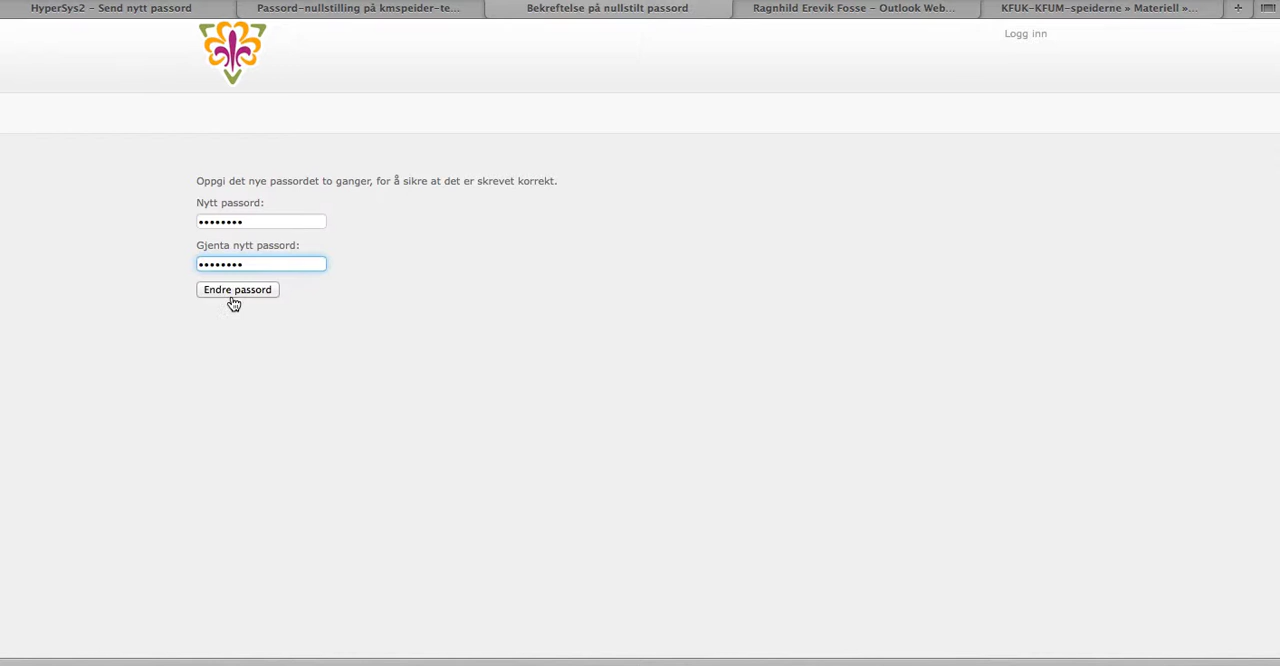 HyperSys2 – Send nytt passord
Passord-nullstilling på kmspeider-te...
Bekreftelse på nullstilt passord
Ragnhild Erevik Fosse – Outlook Web...
KFUK-KFUM-speiderne » Materiell »...
Logg inn
Oppgi det nye passordet to ganger, for å sikre at det er skrevet korrekt.
Nytt passord:
••••••••
Gjenta nytt passord:
••••••••
Endre passord